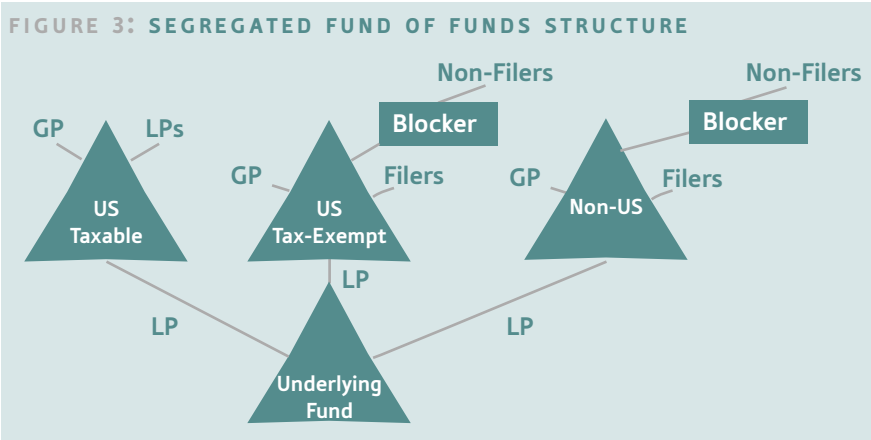 FIGURE 3: SEGREGATED FUND OF FUNDS STRUCTURE
Non-Filers
Non-Filers
Blocker
Blocker
GP
LPs
GP
Filers
GP
Filers
US
Taxable
US
Tax-Exempt
Non-US
LP
LP
LP
Underlying
Fund